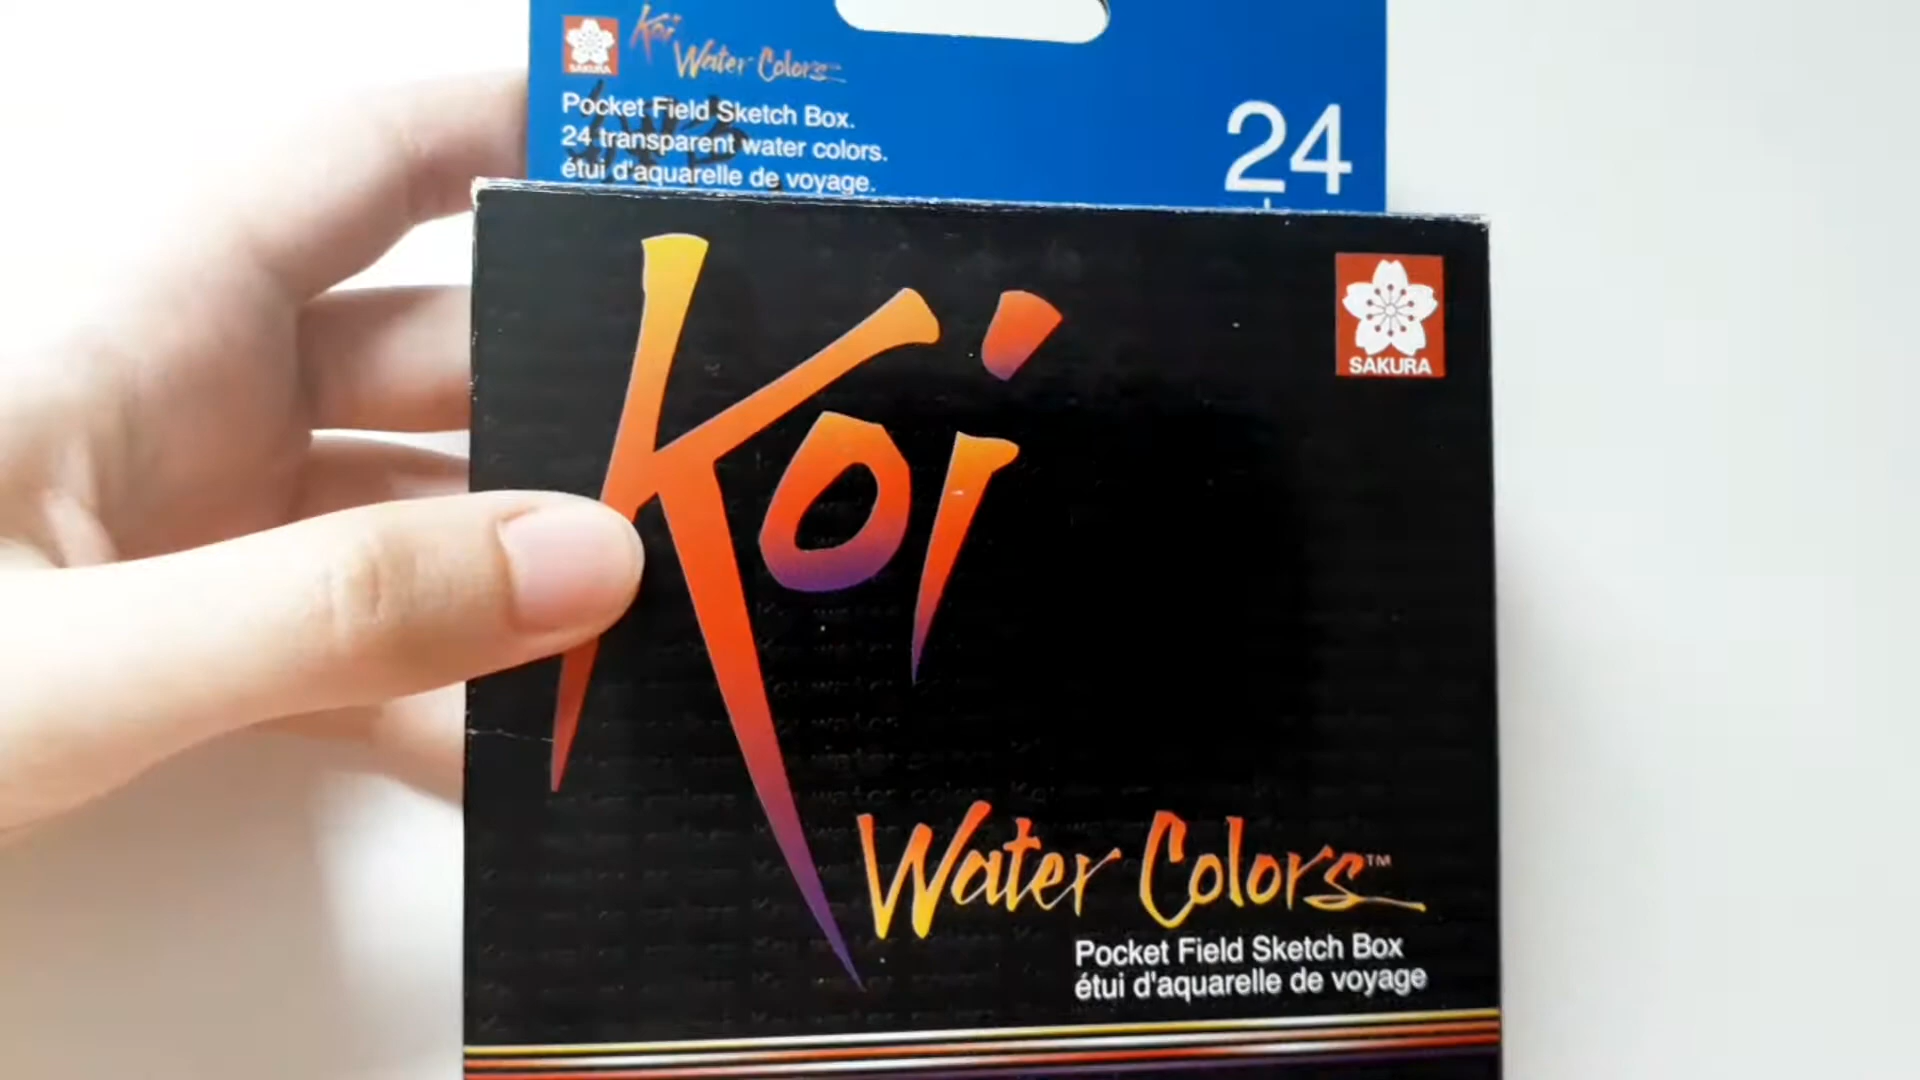 Koi
Water Colors
SAKURA
Pocket Field Sketch Box.
24 transparent water colors.
étui d'aquarelle de voyage.
24
Koi
SAKURA
Water Colors™
Pocket Field Sketch Box
étui d'aquarelle de voyage